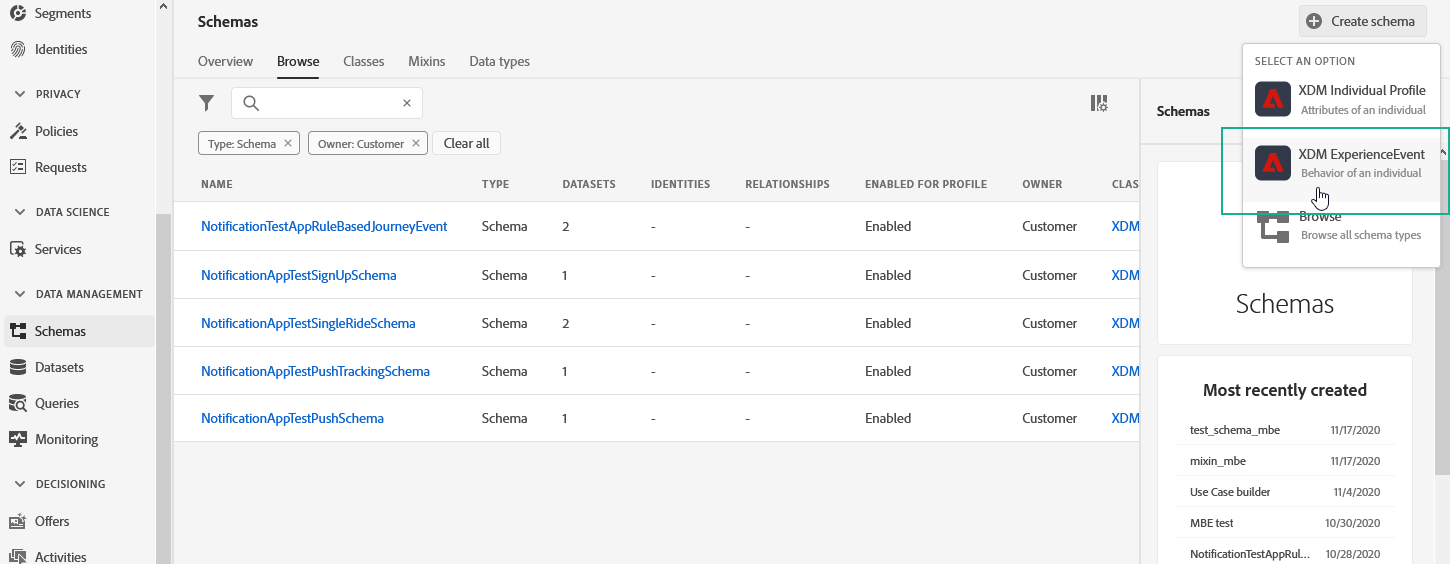 Segments
Identities
PRIVACY
Policies
Requests
DATA SCIENCE
Services
DATA MANAGEMENT
Schemas
Datasets
Queries
Monitoring
DECISIONING
Offers
Activities
Schemas
Create schema
Overview Browse Classes Mixins Data types
Type: Schema Owner: Customer Clear all
NAME TYPE DATASETS IDENTITIES RELATIONSHIPS ENABLED FOR PROFILE OWNER CLAS
NotificationTestAppRuleBasedJourneyEvent Schema 2 - - Enabled Customer XDM
NotificationAppTestSignUpSchema Schema 1 - - Enabled Customer XDM
NotificationAppTestSingleRideSchema Schema 2 - - Enabled Customer XDM
NotificationAppTestPushTrackingSchema Schema 1 - - Enabled Customer XDM
NotificationAppTestPushSchema Schema 1 - - Enabled Customer XDM
SELECT AN OPTION
XDM Individual Profile
Attributes of an individual
XDM ExperienceEvent
Behavior of an individual
Browse
Browse all schema types
Schemas
Schemas
Most recently created
test_schema_mbe 11/17/2020
mixin_mbe 11/17/2020
Use Case builder 11/4/2020
MBE test 10/30/2020
NotificationTestAppRul... 10/28/2020